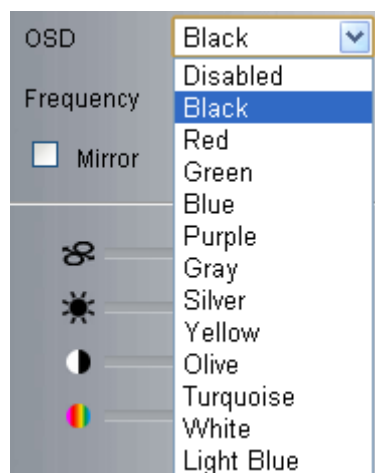 OSD Black
Disabled
Frequency Black
Red
Mirror
Green
Blue
Purple
Gray
Silver
Yellow
Olive
Turquoise
White
Light Blue